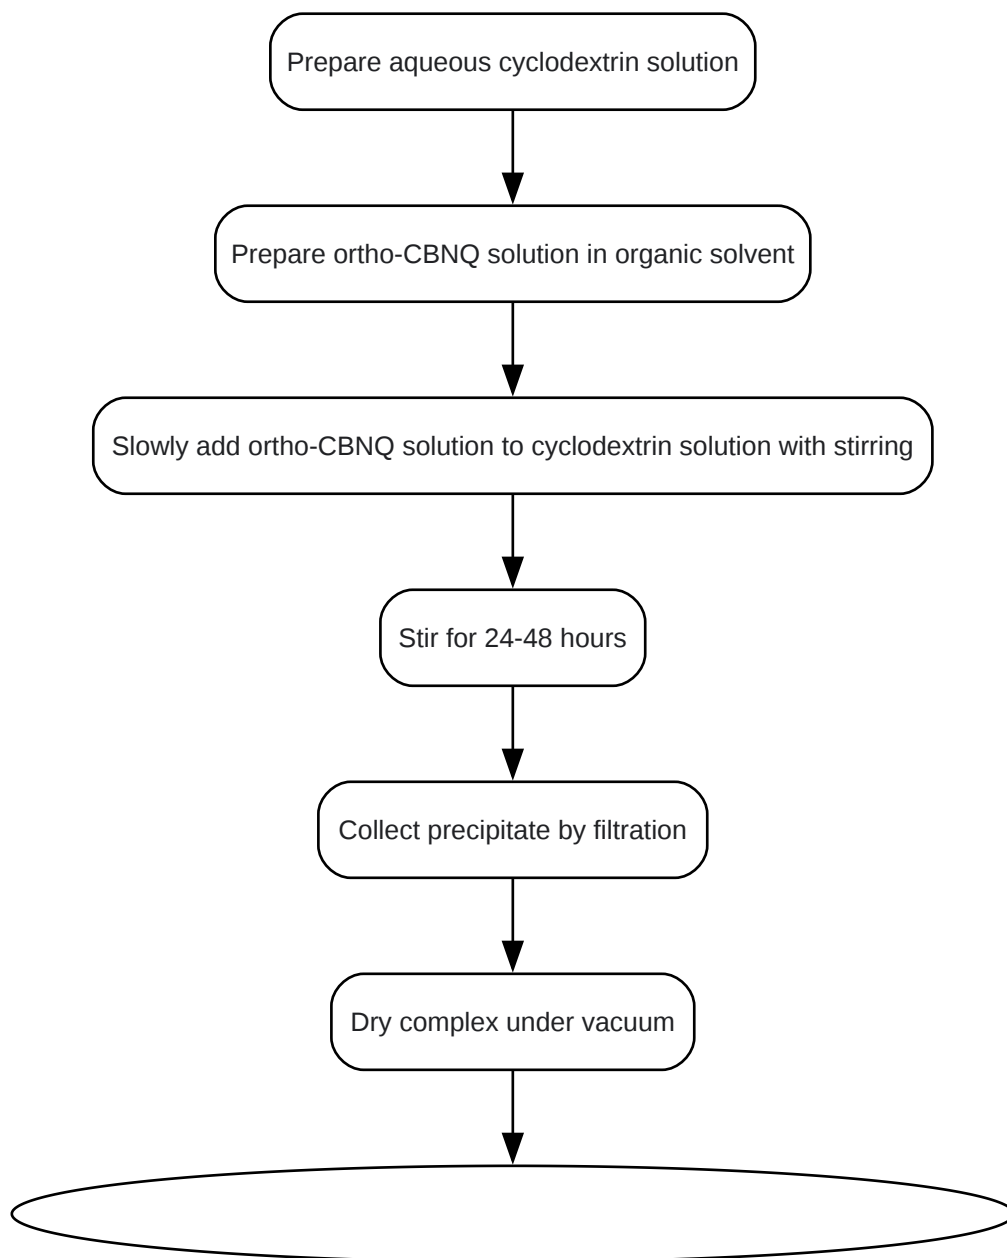 Prepare aqueous cyclodextrin solution
Prepare ortho-CBNQ solution in organic solvent
Slowly add ortho-CBNQ solution to cyclodextrin solution with stirring
Stir for 24-48 hours
Collect precipitate by filtration
Dry complex under vacuum